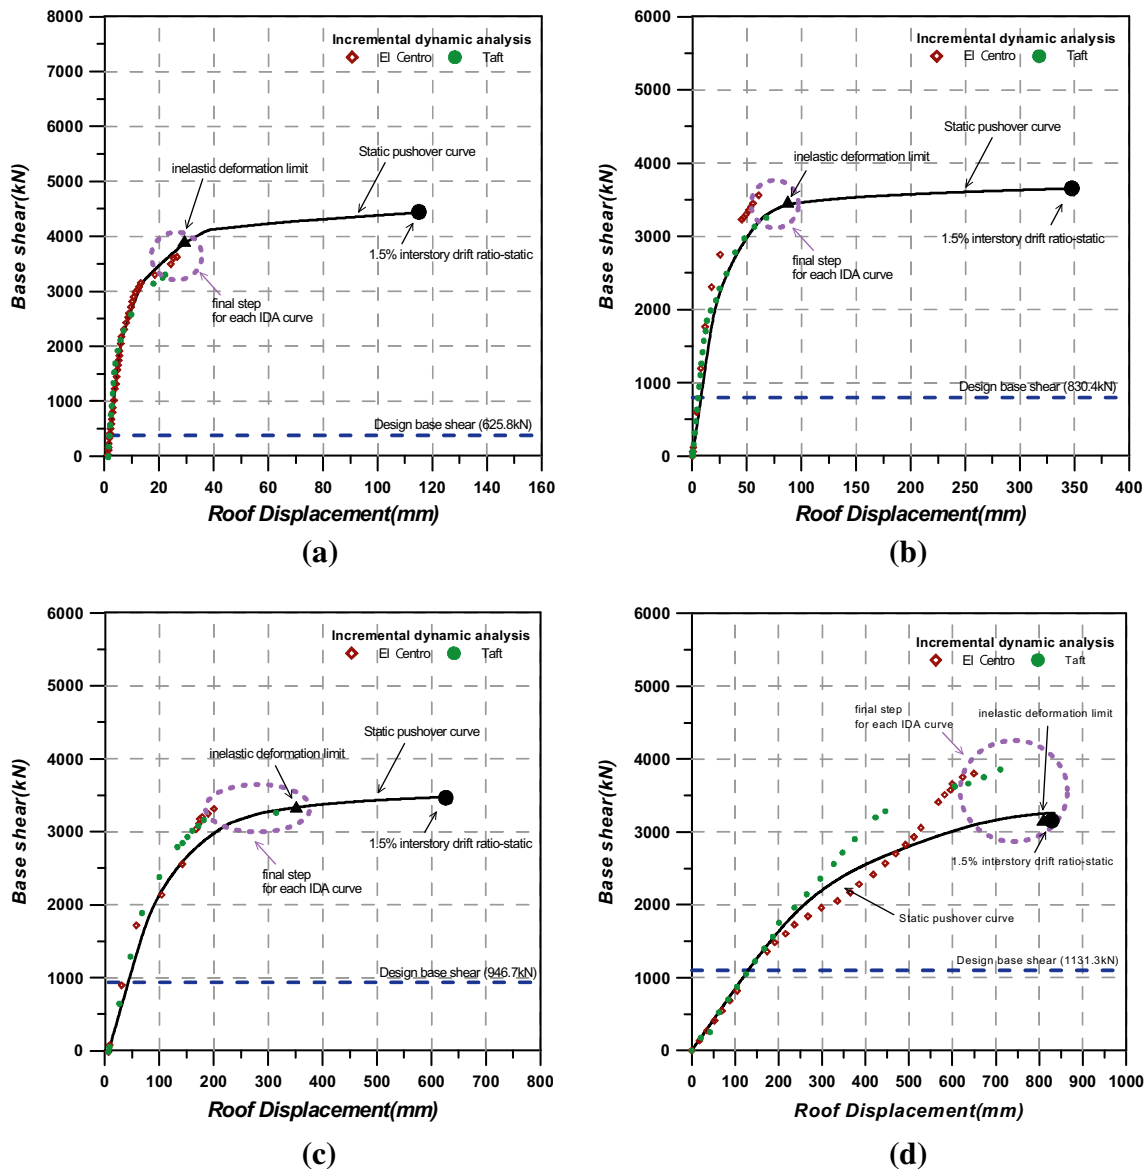 8000
7000
6000
5000
4000
3000
2000
1000
0
Base shear(kN)
Incremental dynamic analysis
El Centro Taft
Static pushover curve
inelastic deformation limit
1.5% interstory drift ratio-static
final step
for each IDA curve
Design base shear (625.8kN)
0 20 40 60 80 100 120 140 160
Roof Displacement(mm)
(a)
6000
5000
4000
3000
2000
1000
0
Base shear(kN)
Incremental dynamic analysis
El Centro Taft
Static pushover curve
inelastic deformation limit
1.5% interstory drift ratio-static
final step
for each IDA curve
Design base shear (830.4kN)
0 50 100 150 200 250 300 350 400
Roof Displacement(mm)
(b)
6000
5000
4000
3000
2000
1000
0
Base shear(kN)
Incremental dynamic analysis
El Centro Taft
Static pushover curve
inelastic deformation limit
1.5% interstory drift ratio-static
final step
for each IDA curve
Design base shear (946.7kN)
0 100 200 300 400 500 600 700 800
Roof Displacement(mm)
(c)
6000
5000
4000
3000
2000
1000
0
Base shear(kN)
Incremental dynamic analysis
El Centro Taft
final step
for each IDA curve
inelastic deformation limit
1.5% interstory drift ratio-static
Static pushover curve
Design base shear (1131.3kN)
0 100 200 300 400 500 600 700 800 900 1000
Roof Displacement(mm)
(d)